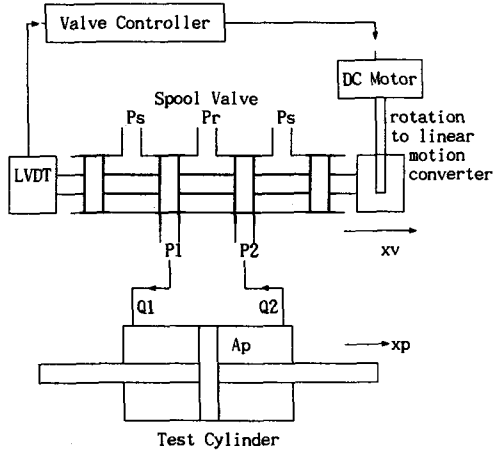 Valve Controller
DC Motor
Spool Valve
Ps
Pr
Ps
rotation
to linear
motion
converter
LVDT
P1
P2
xv
Q1
Q2
Ap
xp
Test Cylinder